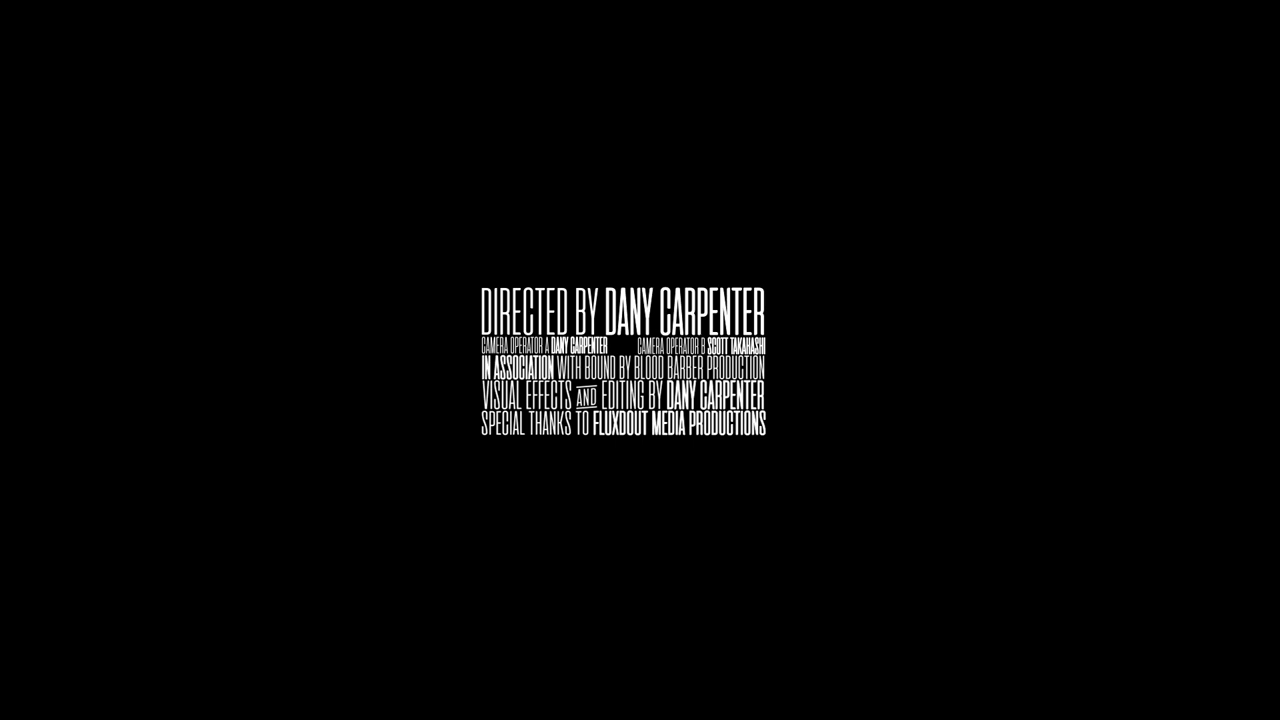 DIRECTED BY DANY CARPENTER
CAMERA OPERATOR A DANY CARPENTER CAMERA OPERATOR B SCOTT TAKAHASHI
IN ASSOCIATION WITH BOUND BY BLOOD BARBER PRODUCTION
VISUAL EFFECTS AND EDITING BY DANY CARPENTER
SPECIAL THANKS TO FLUXDOUT MEDIA PRODUCTIONS